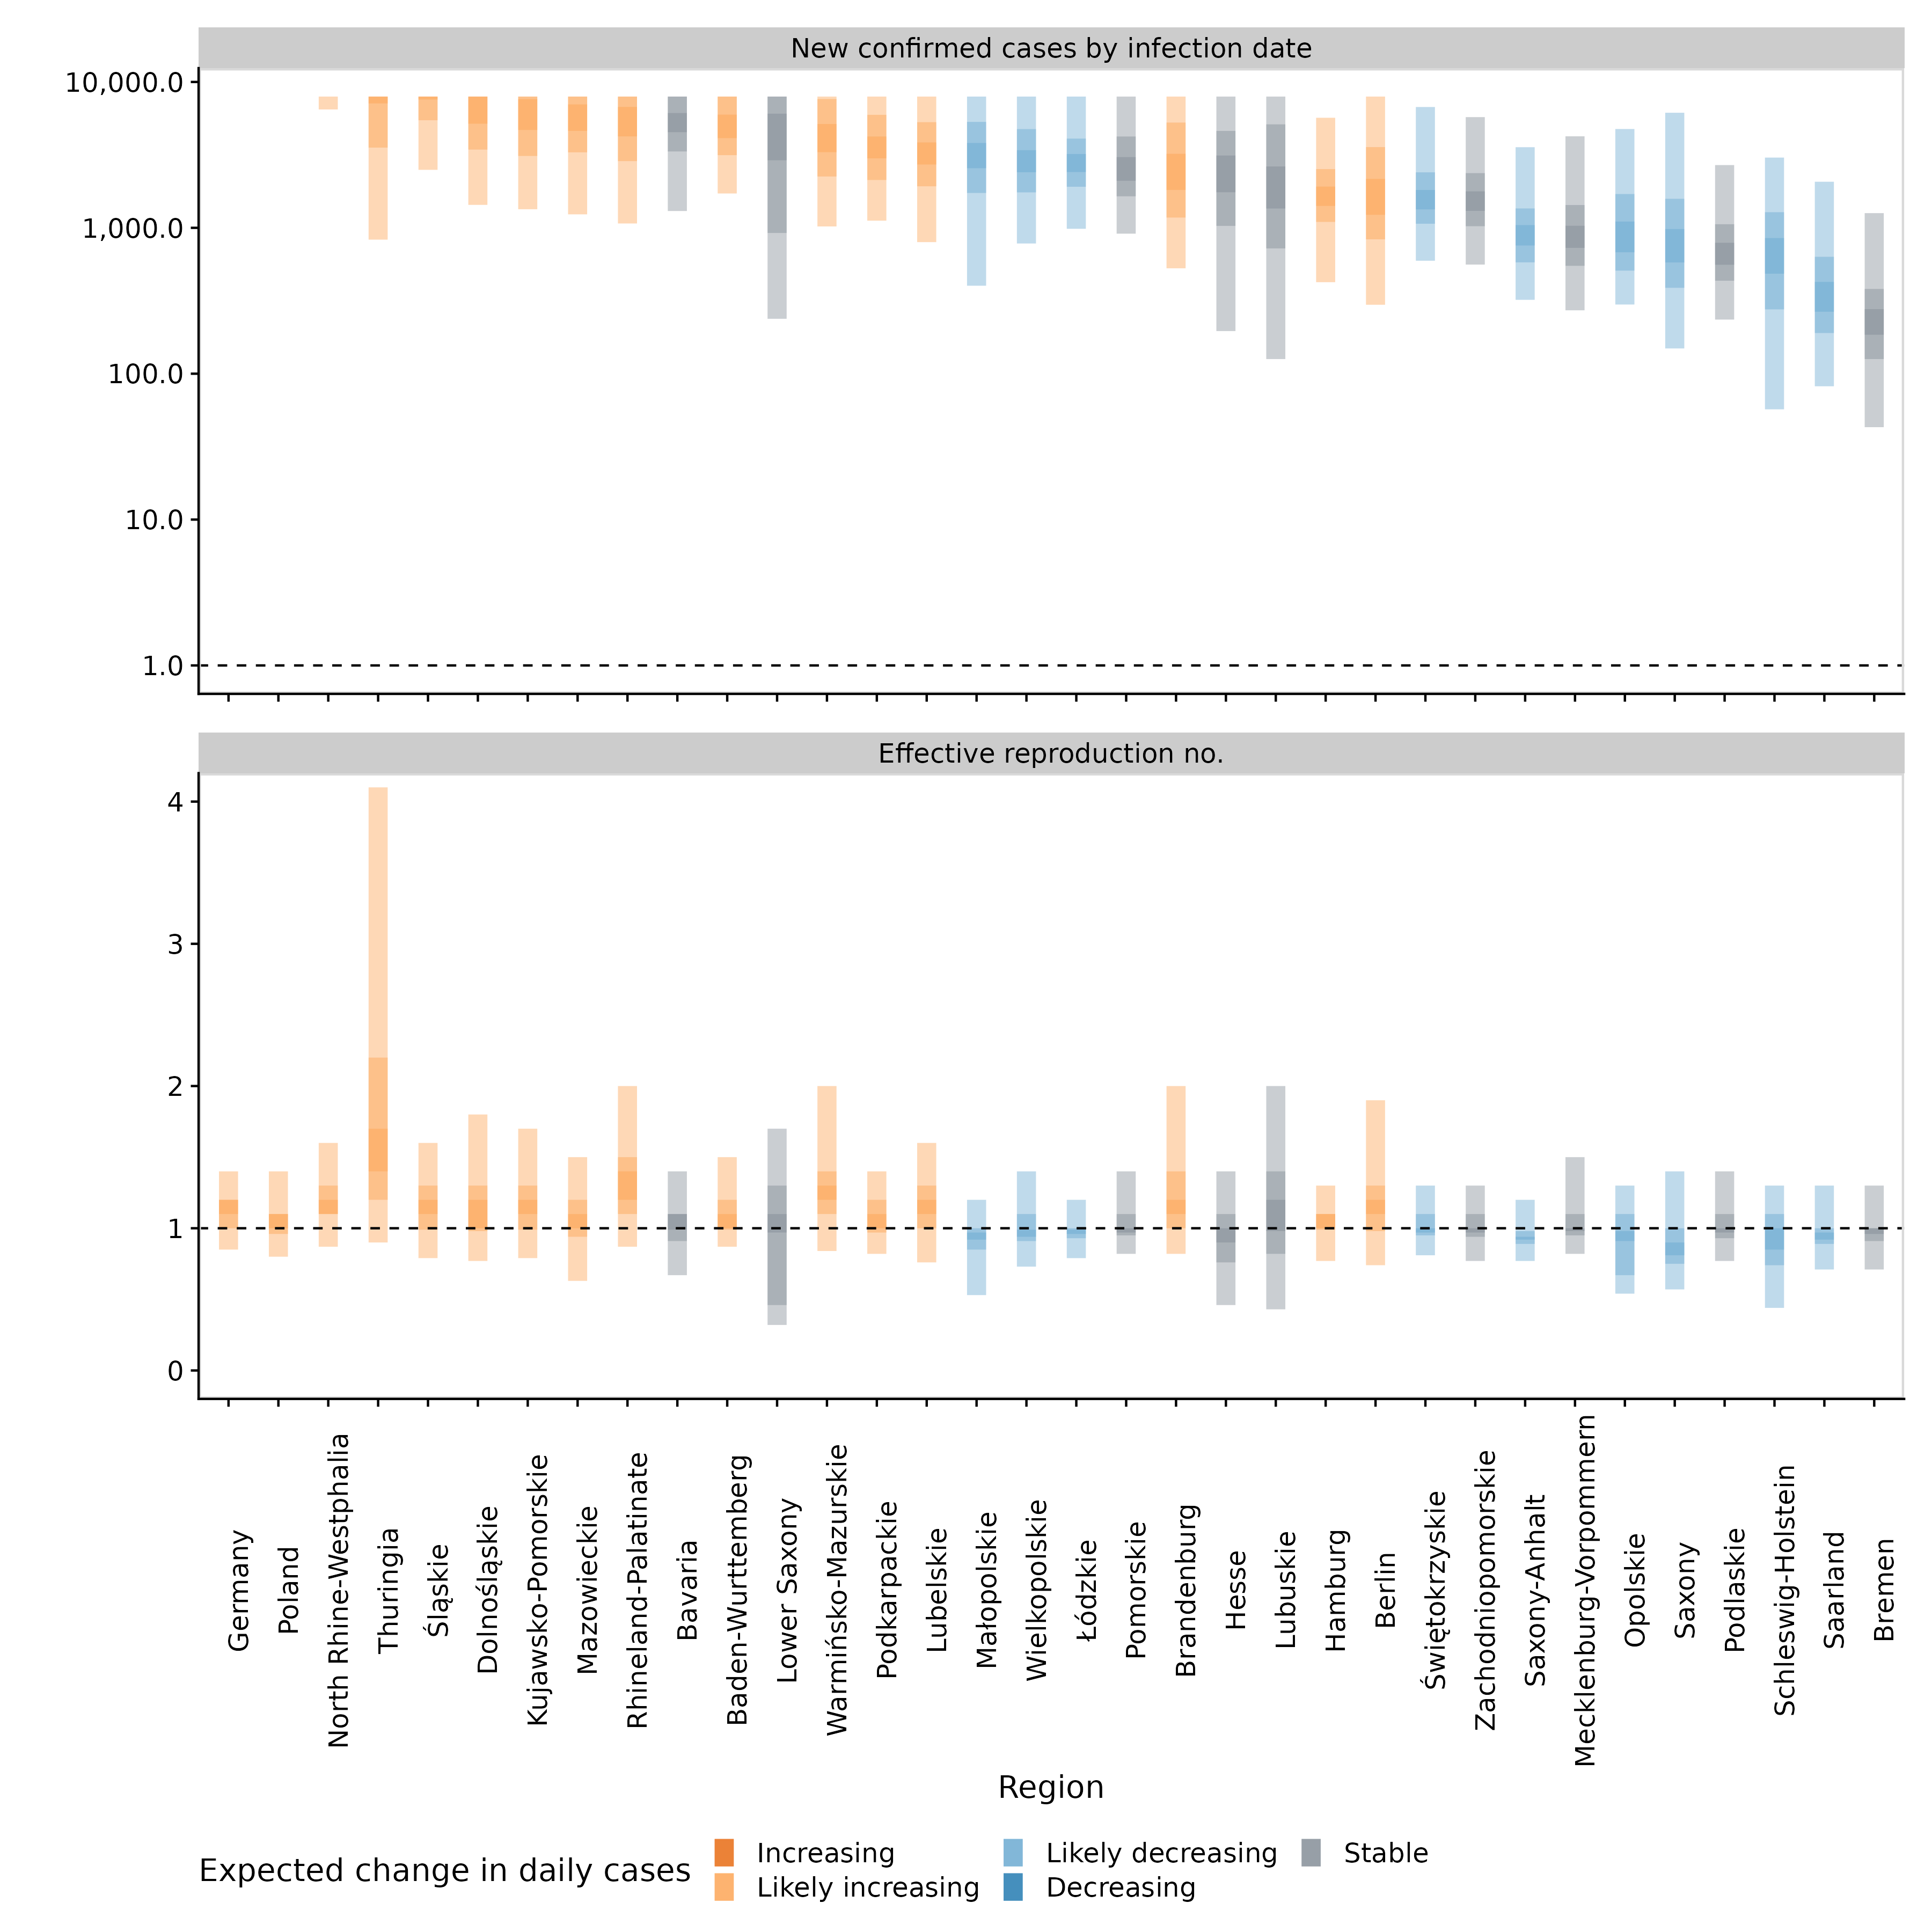 New confirmed cases by infection date
10,000.0
1,000.0
100.0
10.0
1.0
Effective reproduction no.
4
3
2
1
0
Germany
Poland
North Rhine-Westphalia
Thuringia
Śląskie
Dolnośląskie
Kujawsko-Pomorskie
Mazowieckie
Rhineland-Palatinate
Bavaria
Baden-Wurttemberg
Lower Saxony
Warmińsko-Mazurskie
Podkarpackie
Lubelskie
Małopolskie
Wielkopolskie
Łódzkie
Pomorskie
Brandenburg
Hesse
Lubuskie
Hamburg
Berlin
Świętokrzyskie
Zachodniopomorskie
Saxony-Anhalt
Mecklenburg-Vorpommern
Opolskie
Saxony
Podlaskie
Schleswig-Holstein
Saarland
Bremen
Region
Expected change in daily cases
Increasing
Likely increasing
Likely decreasing
Decreasing
Stable